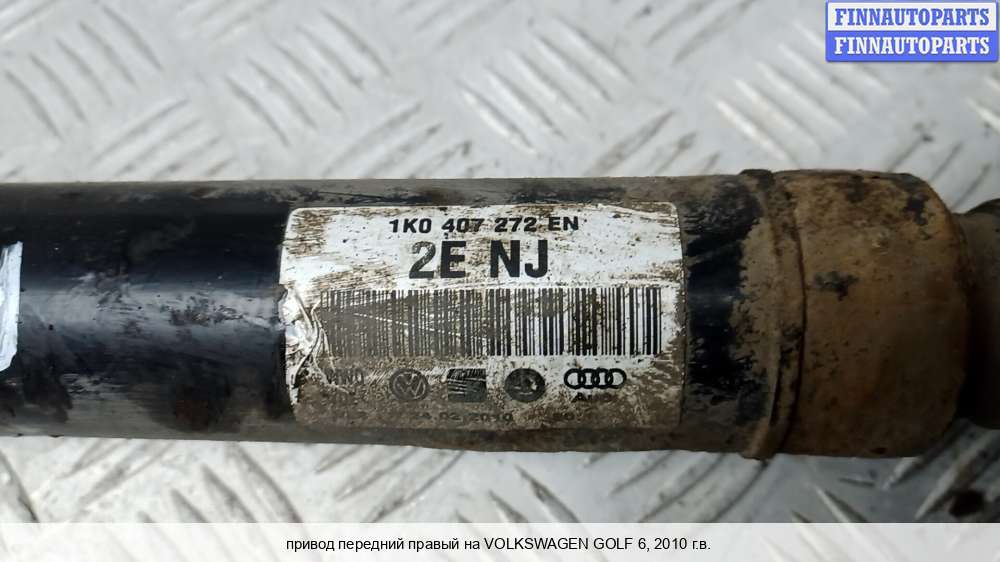 FINNAUTOPARTS
FINNAUTOPARTS
1K0 407 272 EN
2E NJ
привод передний правый на VOLKSWAGEN GOLF 6, 2010 г.в.